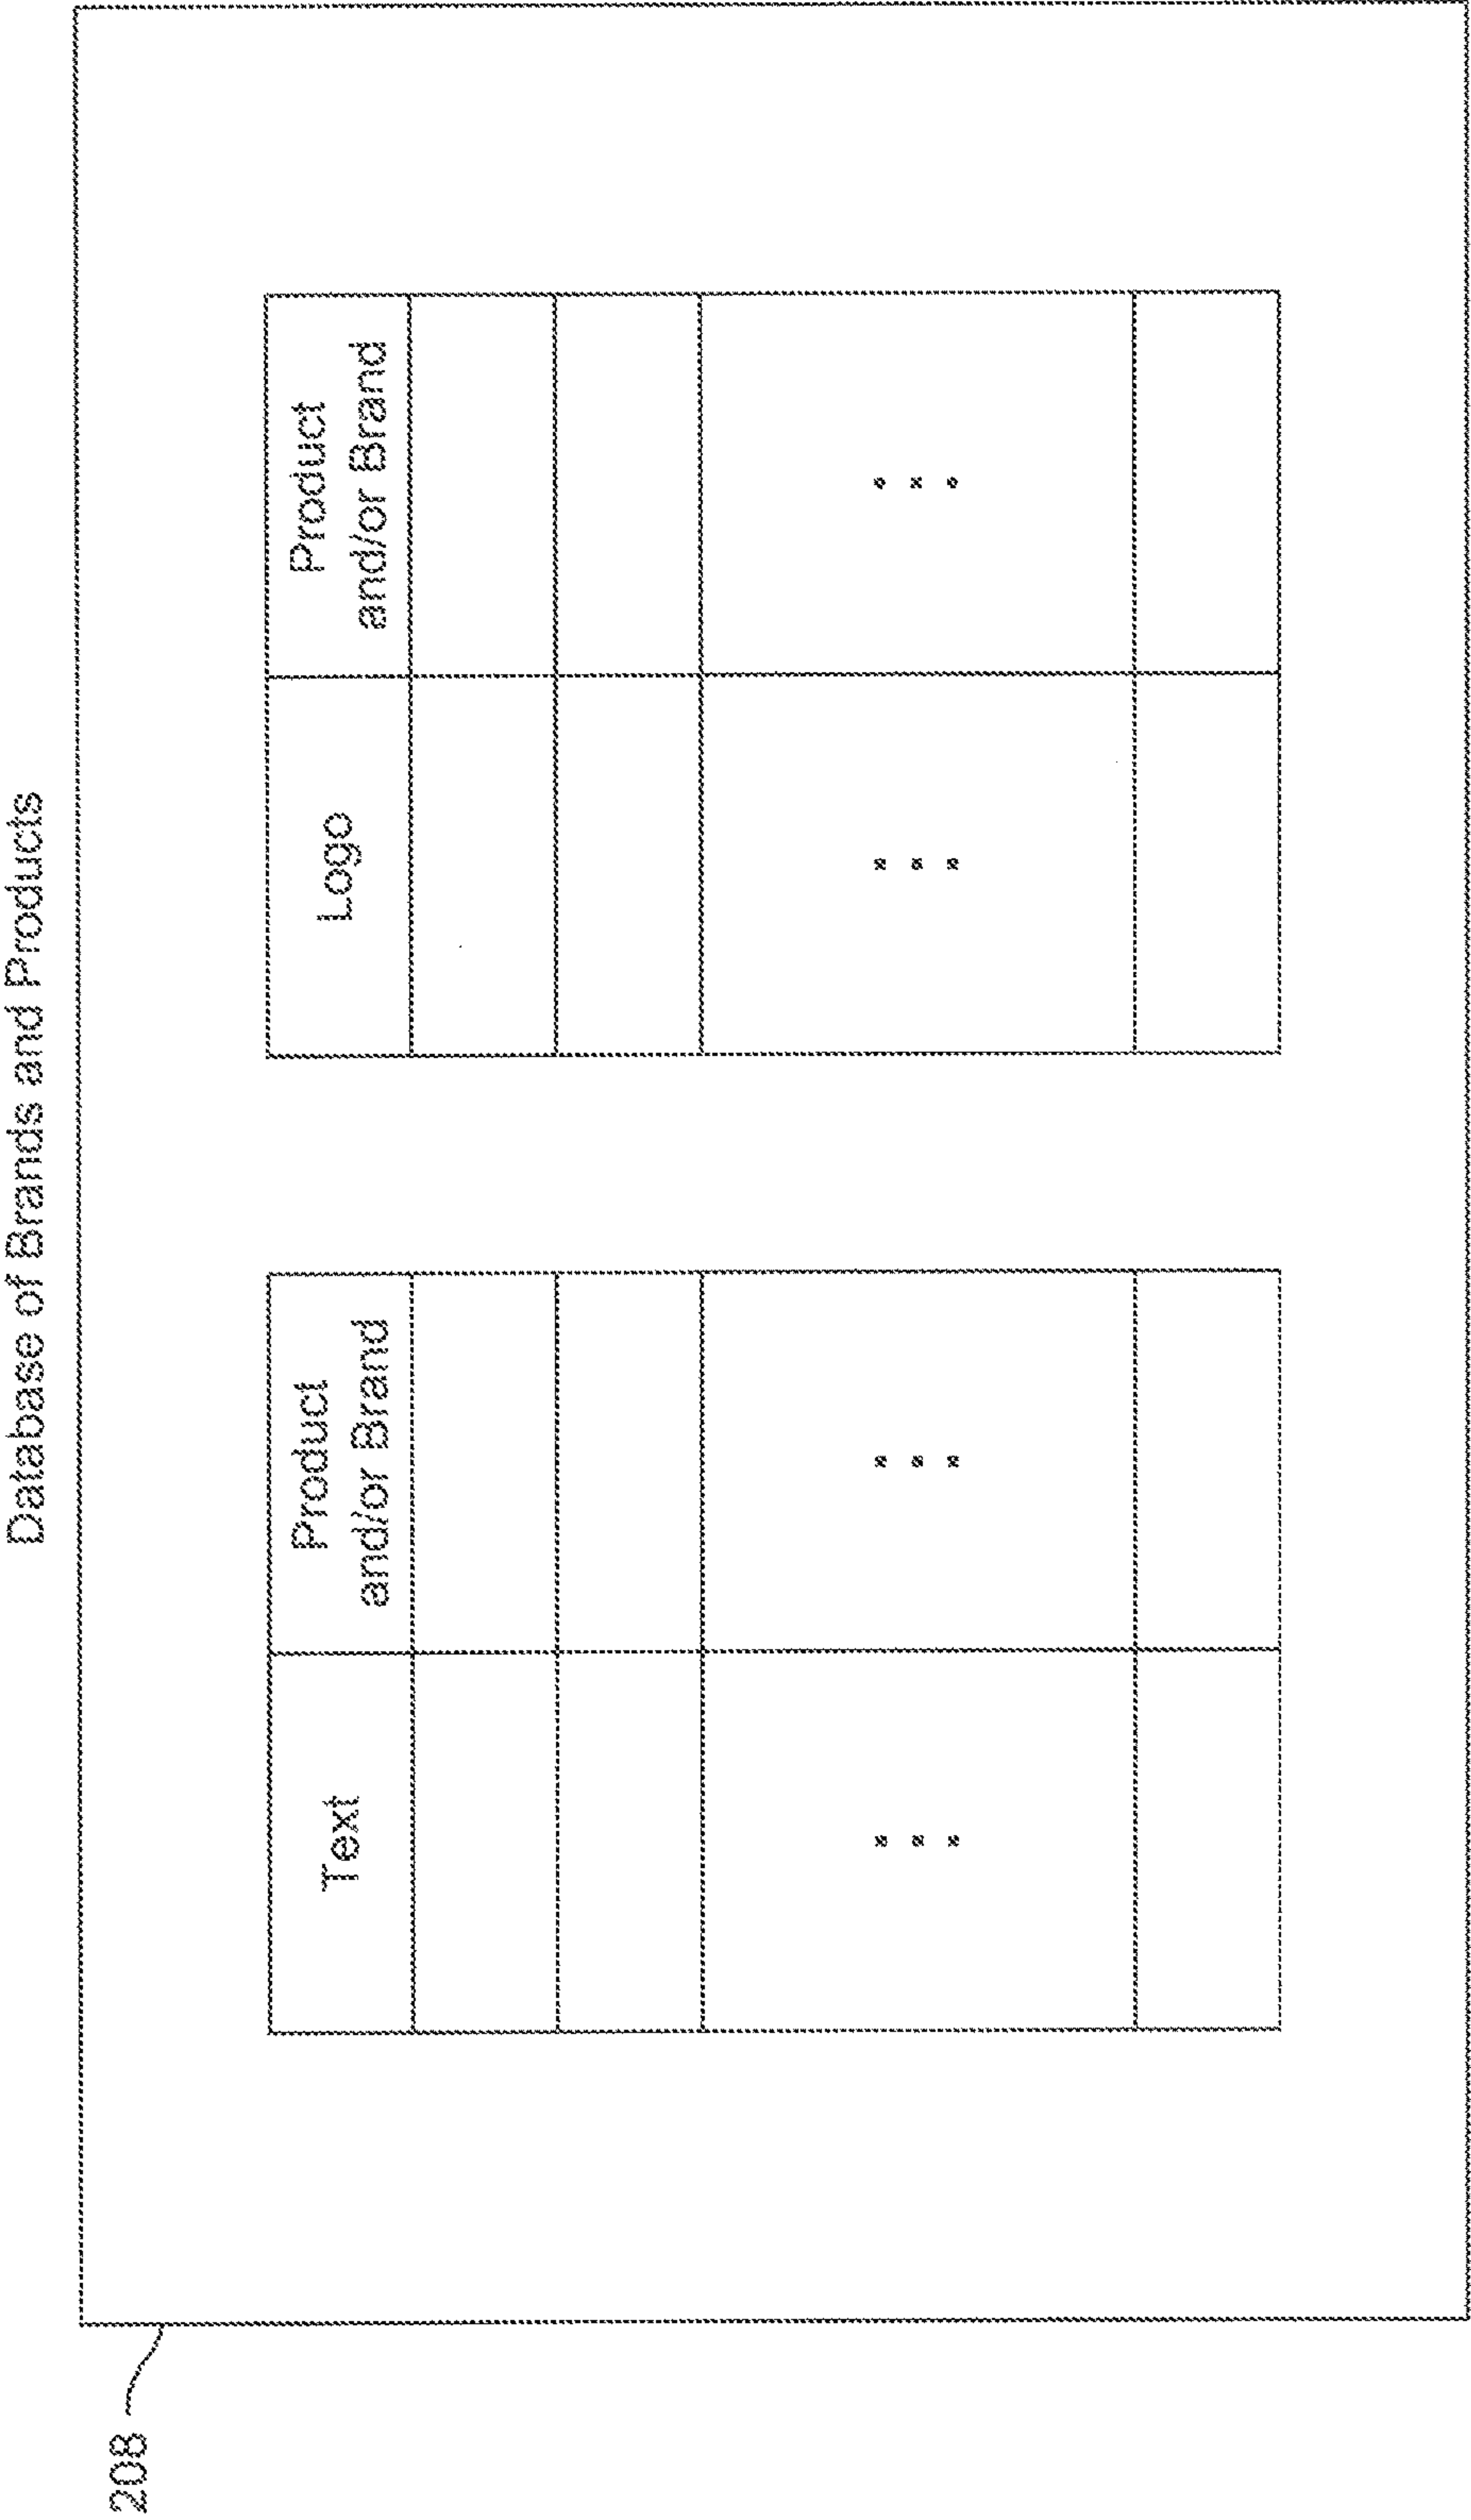 Database of Brands and Products
208
Text
Product
and/or Brand
Logo
Product
and/or Brand